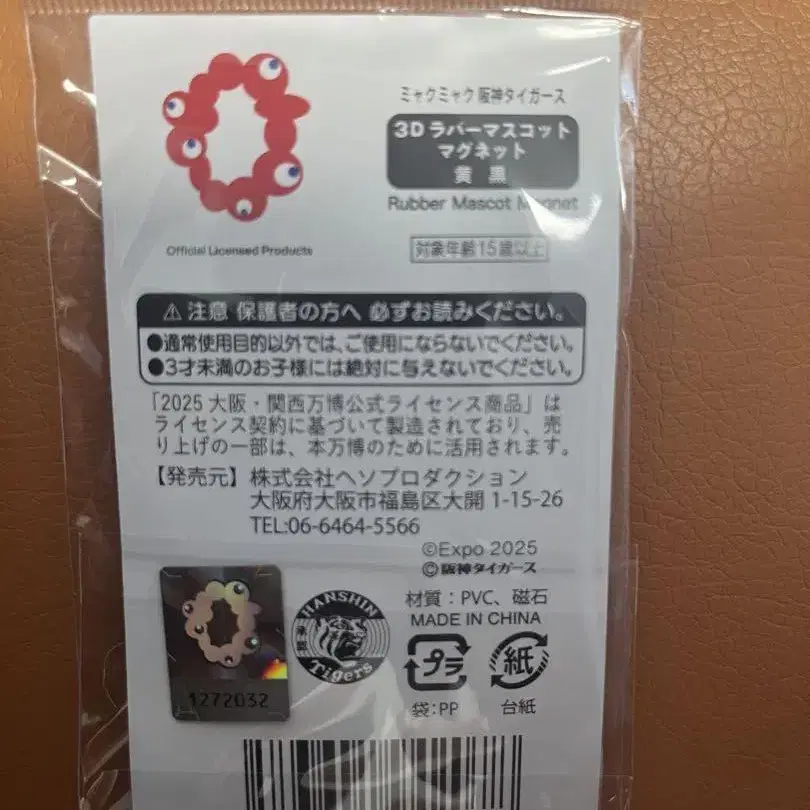 ミャクミャク 阪神タイガース
3Dラバーマスコット
マグネット
黄 黒
Rubber Mascot Magnet
Official Licensed Products
対象年齢15歳以上
⚠注意 保護者の方へ 必ずお読みください。
●通常使用目的以外では、ご使用にならないでください。
●3才未満のお子様には絶対に与えないでください。
「2025 大阪・関西万博公式ライセンス商品」は
ライセンス契約に基づいて製造されており、売
り上げの一部は、本万博のために活用されます。
【発売元】株式会社ヘソプロダクション
大阪府大阪市福島区大開 1-15-26
TEL:06-6464-5566
©Expo 2025
©阪神タイガース
材質：PVC、磁石
MADE IN CHINA
HANSHIN
承認
Tigers
プラ
紙
袋:PP
台紙
4272032